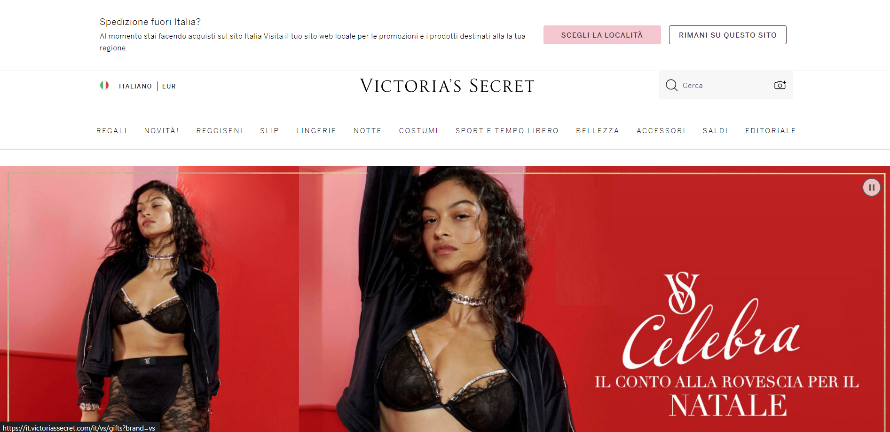 Spedizione fuori Italia?
Al momento stai facendo acquisti sul sito Italia.Visita il tuo sito web locale per le promozioni e i prodotti destinati alla la tua
regione.
SCEGLI LA LOCALITÀ
RIMANI SU QUESTO SITO
ITALIANO | EUR
VICTORIA'S SECRET
Cerca
REGALI NOVITÀ! REGGISENI SLIP LINGERIE NOTTE COSTUMI SPORT E TEMPO LIBERO BELLEZZA ACCESSORI SALDI EDITORIALE
VS
Celebra
IL CONTO ALLA ROVESCIA PER IL
NATALE
https://it.victoriassecret.com/it/vs/gifts?brand=vs